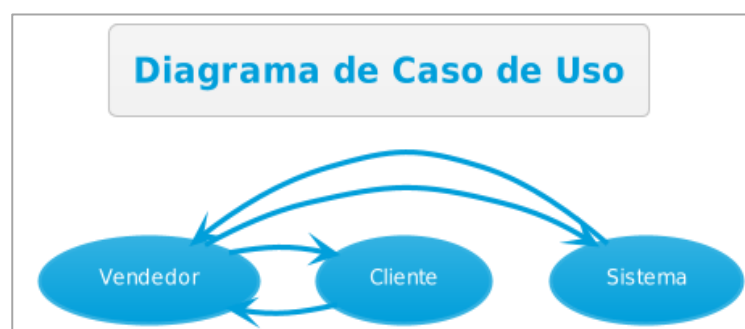 Diagrama de Caso de Uso
Vendedor
Cliente
Sistema